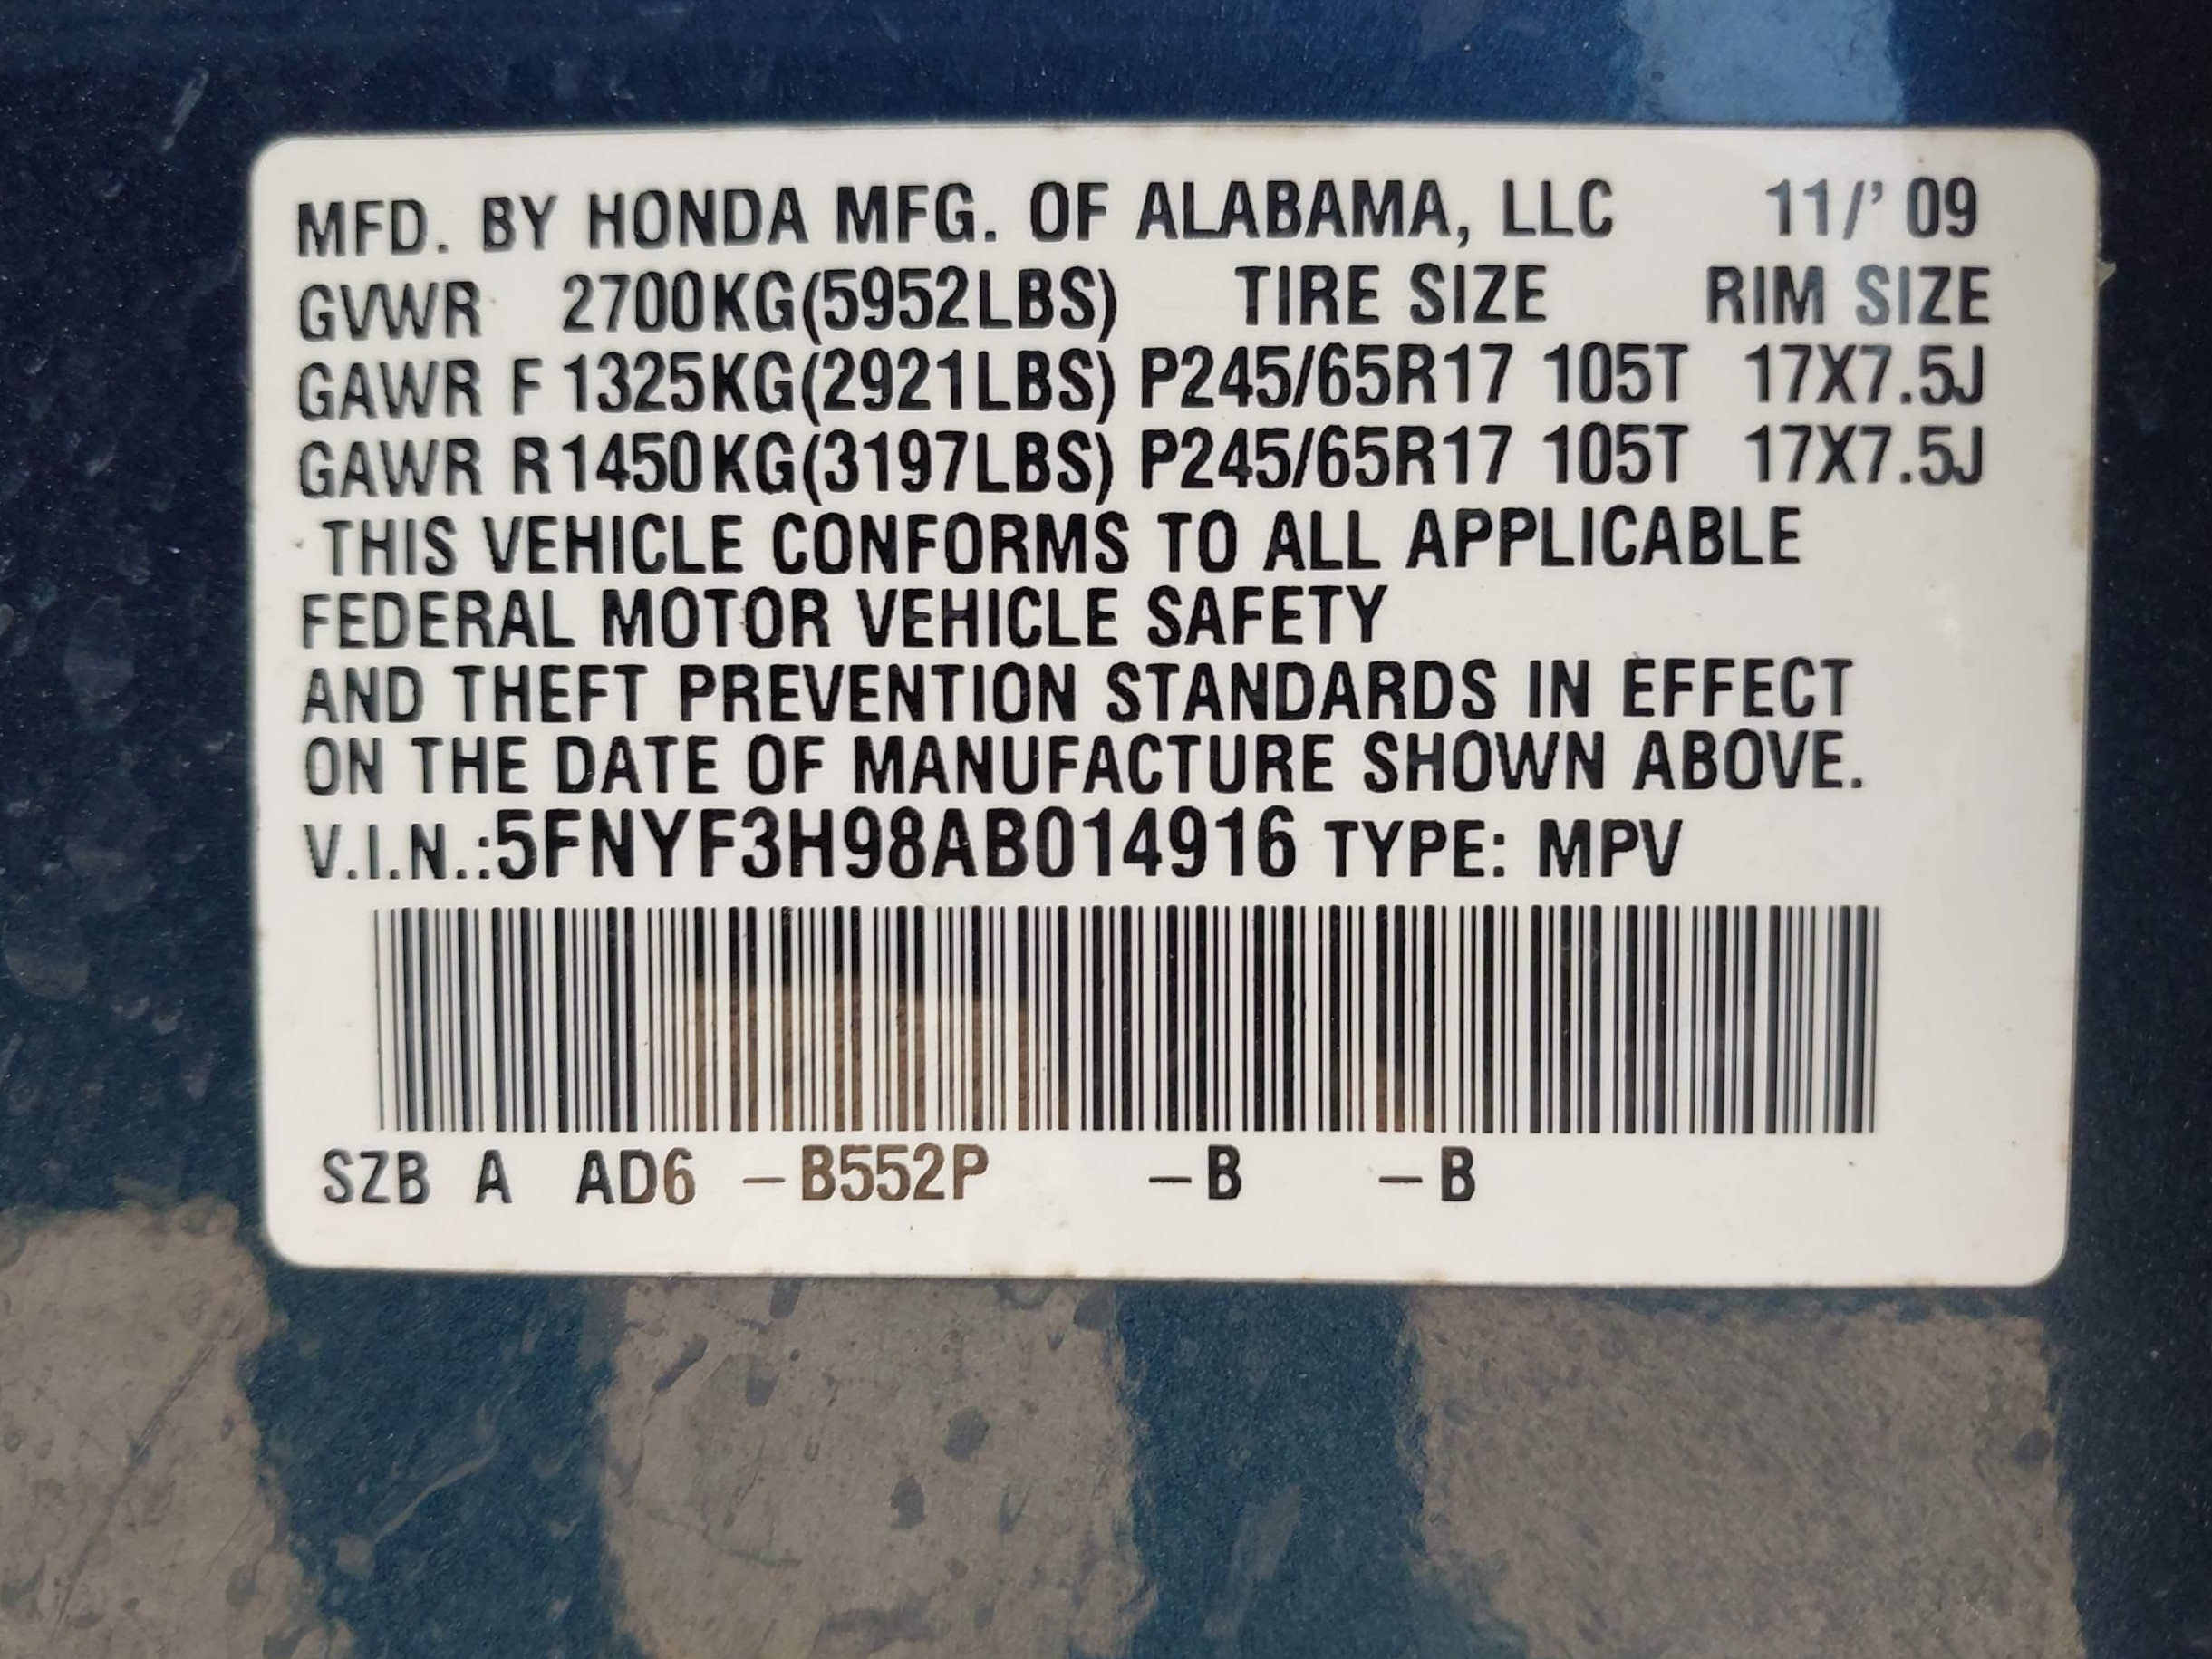 MFD. BY HONDA MFG. OF ALABAMA, LLC 11/' 09
GVWR 2700KG(5952LBS) TIRE SIZE RIM SIZE
GAWR F 1325KG(2921LBS) P245/65R17 105T 17X7.5J
GAWR R 1450KG(3197LBS) P245/65R17 105T 17X7.5J
THIS VEHICLE CONFORMS TO ALL APPLICABLE
FEDERAL MOTOR VEHICLE SAFETY
AND THEFT PREVENTION STANDARDS IN EFFECT
ON THE DATE OF MANUFACTURE SHOWN ABOVE.
V.I.N.:5FNYF3H98AB014916 TYPE: MPV
SZB A AD6 –B552P –B –B